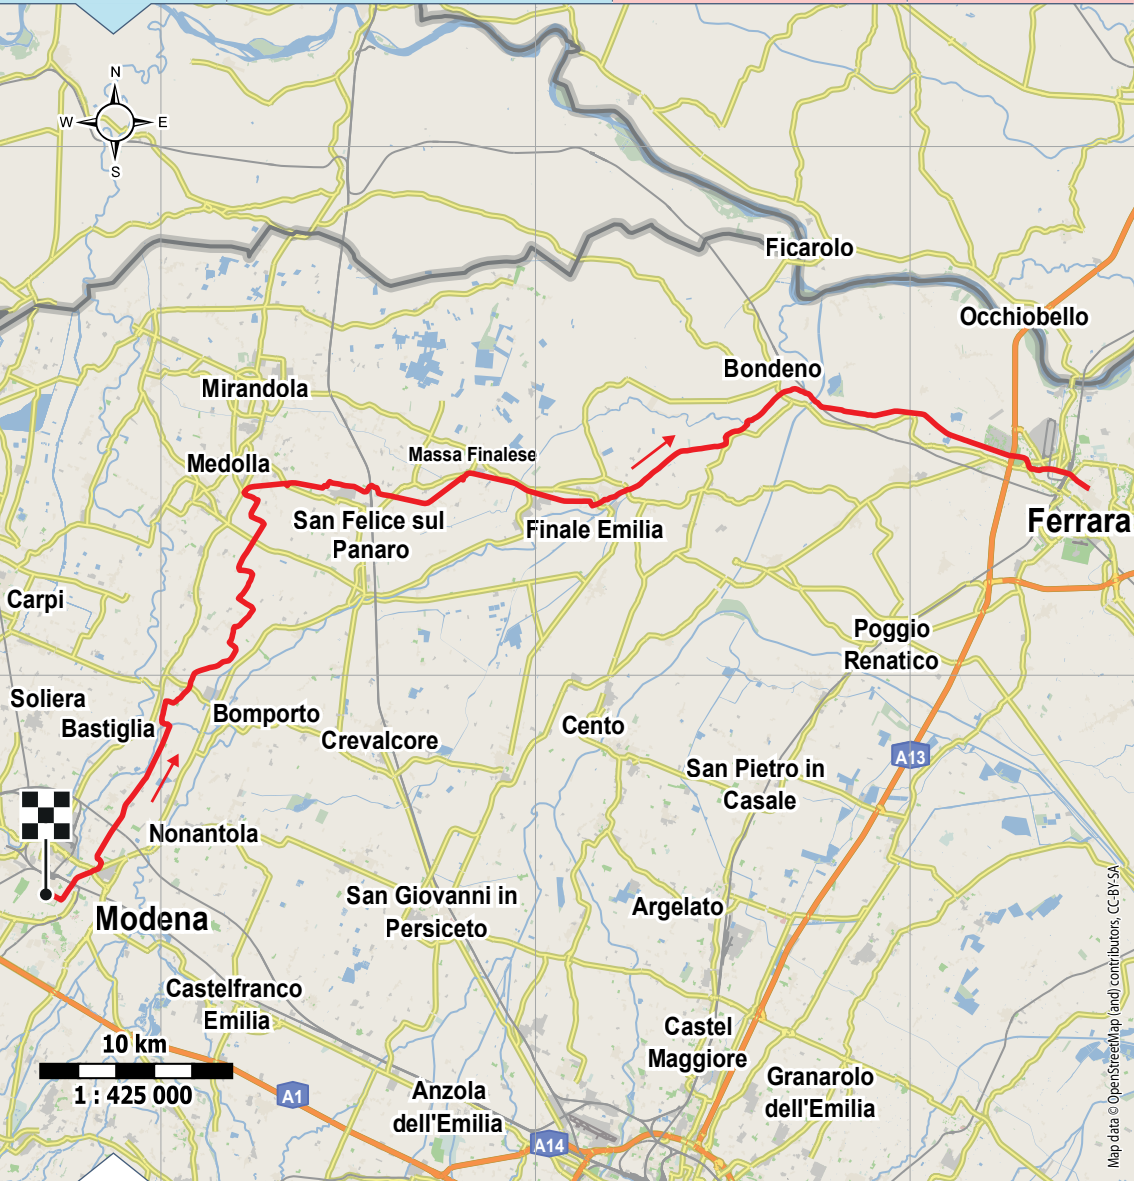 N
W E
S
Ficarolo
Occhiobello
Bondeno
Mirandola
Massa Finalese
Medolla
San Felice sul
Panaro
Finale Emilia
Ferrara
Carpi
Poggio
Renatico
Soliera
Bastiglia
Bomporto
Crevalcore
Cento
A13
San Pietro in
Casale
Nonantola
San Giovanni in
Persiceto
Argelato
Modena
Castelfranco
Emilia
10 km
1 : 425 000
A1
Castel
Maggiore
Granarolo
dell'Emilia
Anzola
dell'Emilia
A14
Map data © OpenStreetMap (and) contributors, CC-BY-SA